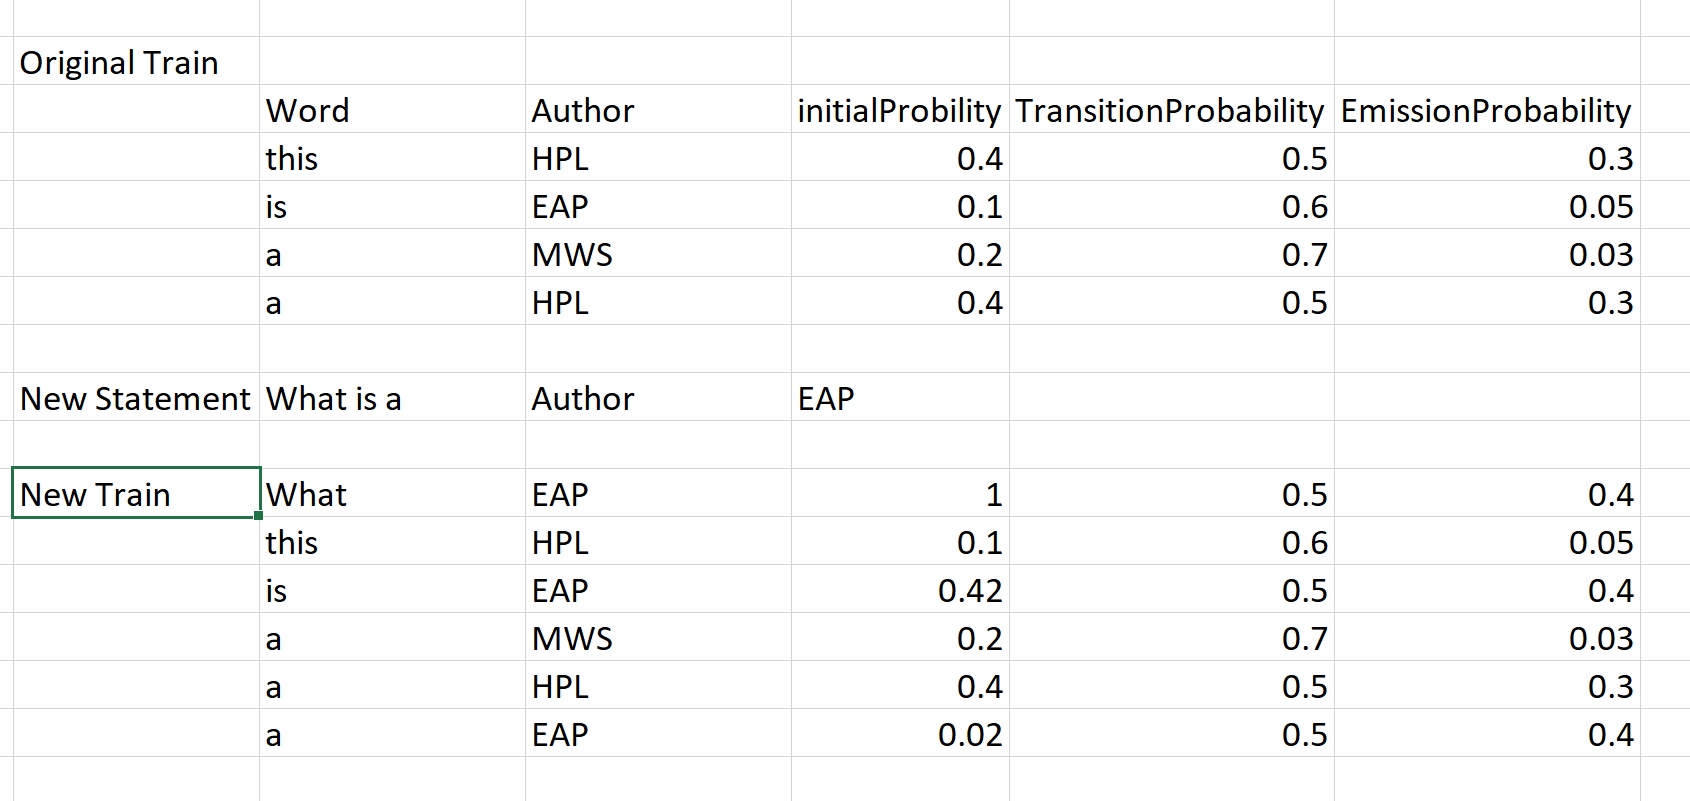 Original Train
Word Author initialProbility TransitionProbability EmissionProbability
this HPL 0.4 0.5 0.3
is EAP 0.1 0.6 0.05
a MWS 0.2 0.7 0.03
a HPL 0.4 0.5 0.3
New Statement What is a Author EAP
New Train What EAP 1 0.5 0.4
this HPL 0.1 0.6 0.05
is EAP 0.42 0.5 0.4
a MWS 0.2 0.7 0.03
a HPL 0.4 0.5 0.3
a EAP 0.02 0.5 0.4